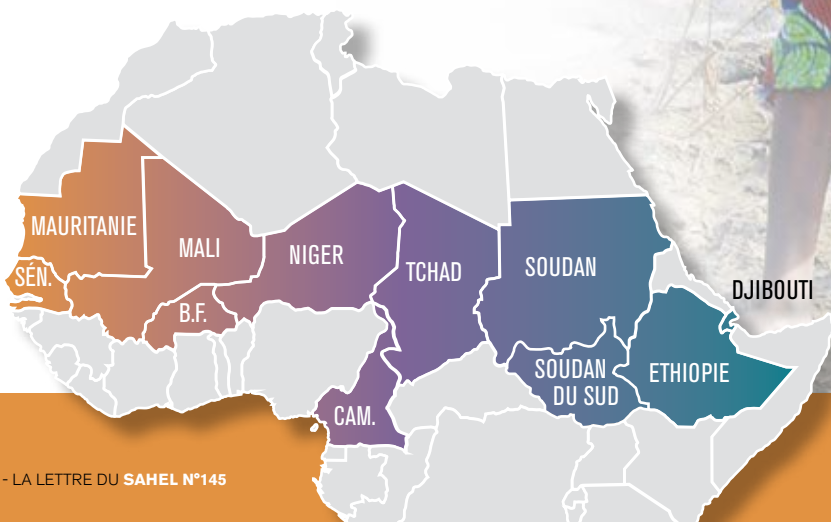 MAURITANIE
MALI
NIGER
TCHAD
SOUDAN
DJIBOUTI
SÉN.
B.F.
SOUDAN
DU SUD
ETHIOPIE
CAM.
- LA LETTRE DU SAHEL N°145